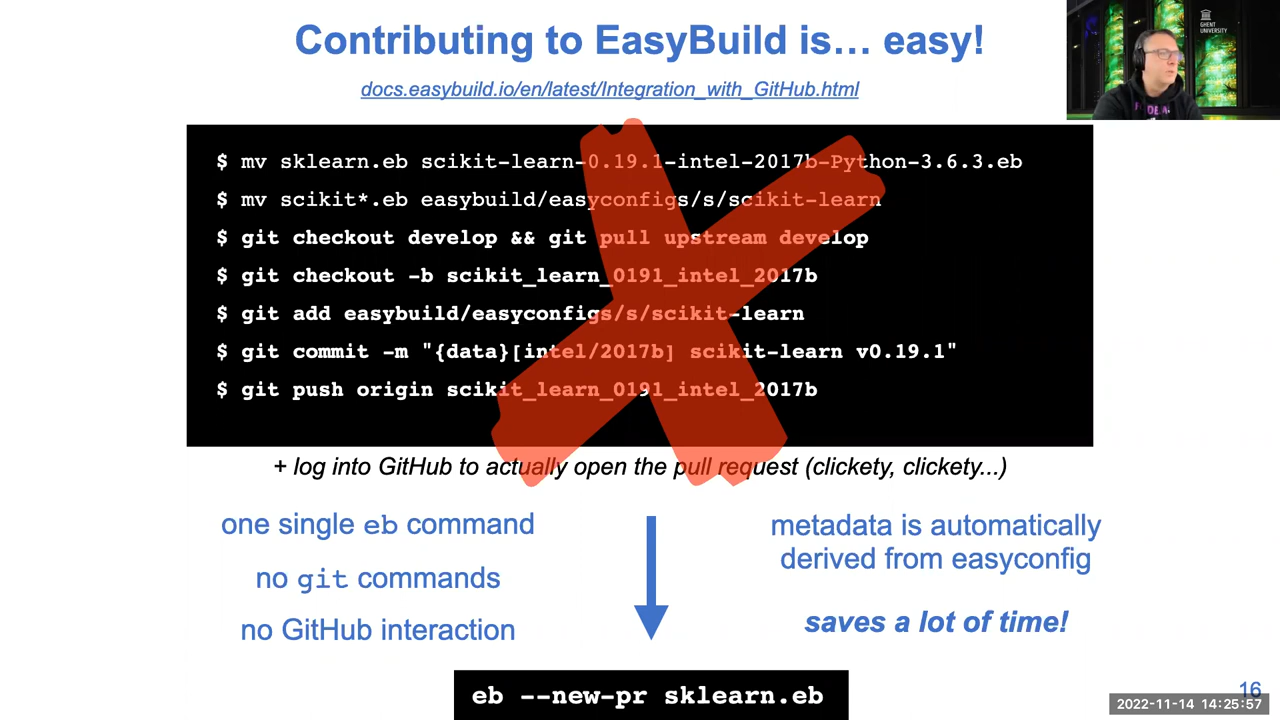 Contributing to EasyBuild is... easy!
docs.easybuild.io/en/latest/Integration_with_GitHub.html
GHENT
UNIVERSITY
$ mv sklearn.eb scikit-learn-0.19.1-intel-2017b-Python-3.6.3.eb
$ mv scikit*.eb easybuild/easyconfigs/s/scikit-learn
$ git checkout develop && git pull upstream develop
$ git checkout -b scikit_learn_0191_intel_2017b
$ git add easybuild/easyconfigs/s/scikit-learn
$ git commit -m "{data}[intel/2017b] scikit-learn v0.19.1"
$ git push origin scikit_learn_0191_intel_2017b
+ log into GitHub to actually open the pull request (clickety, clickety...)
one single eb command
no git commands
no GitHub interaction
metadata is automatically
derived from easyconfig
saves a lot of time!
eb --new-pr sklearn.eb
16
2022-11-14 14:25:57